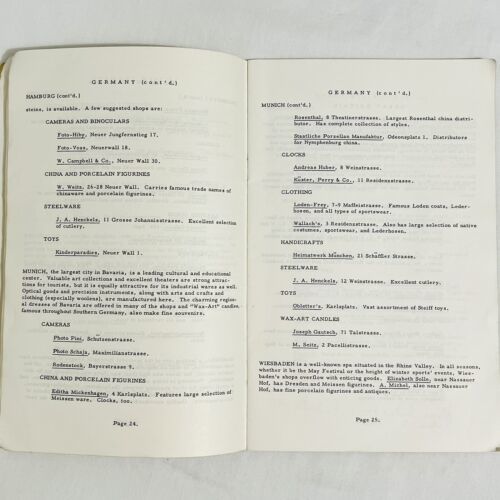 GERMANY (cont'd.)
HAMBURG (cont'd.)
steins, is available. A few suggested shops are:
CAMERAS AND BINOCULARS
Foto-Hiby, Neuer Jungfernstieg 17.
Foto-Voss, Neuerwall 18.
W. Campbell & Co., Neuer Wall 30.
CHINA AND PORCELAIN FIGURINES
W. Waitz, 24-28 Neuer Wall. Carries famous trade names of
chinaware and porcelain figurines.
STEELWARE
J. A. Henckels, 11 Grosse Johannisstrasse. Excellent selection
of cutlery.
TOYS
Kinderparadies, Neuer Wall 1.
MUNICH, the largest city in Bavaria, is a leading cultural and educational
center. Valuable art collections and excellent theaters are strong attrac-
tions for tourists, but it is equally attractive for its industrial wares as well.
Optical goods and precision instruments, along with arts and crafts and
clothing (especially woolens), are manufactured here. The charming region-
al dresses of Bavaria are offered in many of the shops and "Wax-Art" candles,
famous throughout Southern Germany, also make fine souvenirs.
CAMERAS
Photo Pini, Schutzenstrasse.
Photo Schaja, Maximilianstrasse.
Rodenstock, Bayerstrasse 9.
CHINA AND PORCELAIN FIGURINES
Editha Mickenhagen, 4 Karlsplatz. Features large selection of
Meissen ware. Clocks, too.
Page 24.
GERMANY (cont'd.)
MUNICH (cont'd.)
Rosenthal, 8 Theatinerstrasse. Largest Rosenthal china distri-
butor. Has complete collection of styles.
Staatliche Porzellan Manufaktur, Odeonsplatz 1. Distributors
for Nymphenburg china.
CLOCKS
Andreas Huber, 8 Weinstrasse.
Küster, Perry & Co., 11 Residenzstrasse.
CLOTHING
Loden-Frey, 7-9 Maffeistrasse. Famous Loden coats, Leder-
hosen, and all types of sportswear.
Wallach's, 3 Residenzstrasse. Also has large selection of native
costumes, sportswear, and Lederhosen.
HANDICRAFTS
Heimatwerk München, 21 Schäffler Strasse.
STEELWARE
J. A. Henckels, 12 Weinstrasse. Excellent cutlery.
TOYS
Obletter's, Karlsplatz. Vast assortment of Steiff toys.
WAX-ART CANDLES
Joseph Gautsch, 71 Talstrasse.
M. Seitz, 2 Pacellistrasse.
WIESBADEN is a well-known spa situated in the Rhine Valley. In all seasons,
whether it be the May Festival or the height of winter sports' events, Wies-
baden's shops overflow with enticing goods. Elizabeth Bolle, near Nassauer
Hof, has Dresden and Meissen figurines. A. Michel, also near Nassauer
Hof, has fine porcelain figurines and antiques.
Page 25.